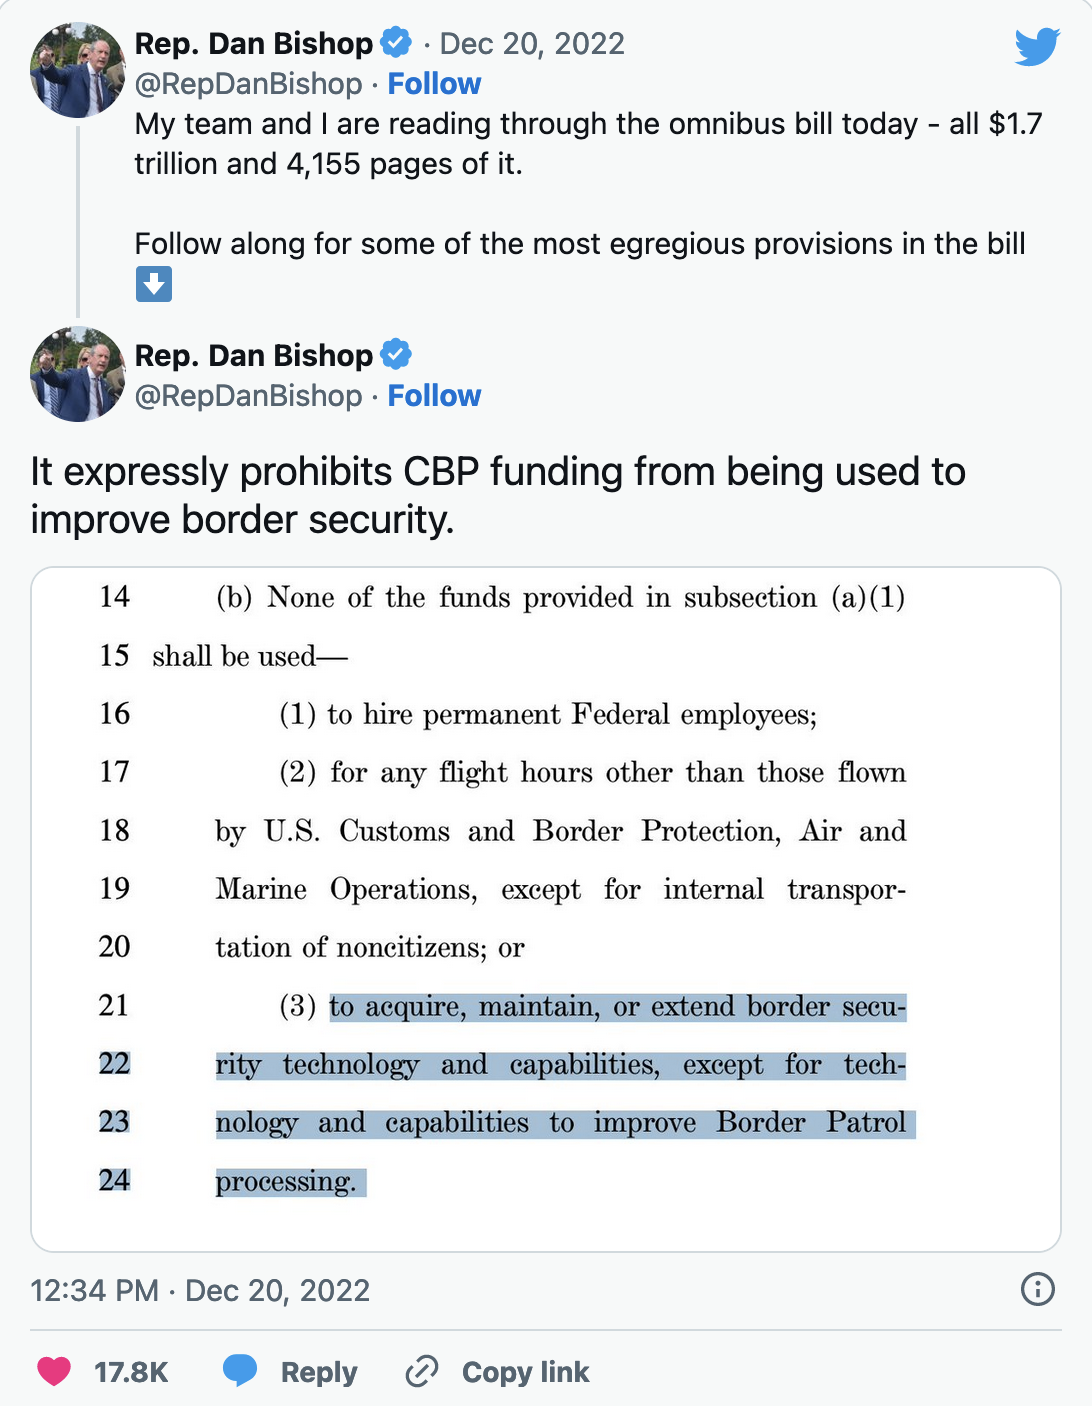 Rep. Dan Bishop · Dec 20, 2022
@RepDanBishop · Follow
My team and I are reading through the omnibus bill today - all $1.7
trillion and 4,155 pages of it.
Follow along for some of the most egregious provisions in the bill
⬇️
Rep. Dan Bishop
@RepDanBishop · Follow
It expressly prohibits CBP funding from being used to
improve border security.
14 (b) None of the funds provided in subsection (a)(1)
15 shall be used—
16 (1) to hire permanent Federal employees;
17 (2) for any flight hours other than those flown
18 by U.S. Customs and Border Protection, Air and
19 Marine Operations, except for internal transpor-
20 tation of noncitizens; or
21 (3) to acquire, maintain, or extend border secu-
22 rity technology and capabilities, except for tech-
23 nology and capabilities to improve Border Patrol
24 processing.
12:34 PM · Dec 20, 2022
17.8K Reply Copy link